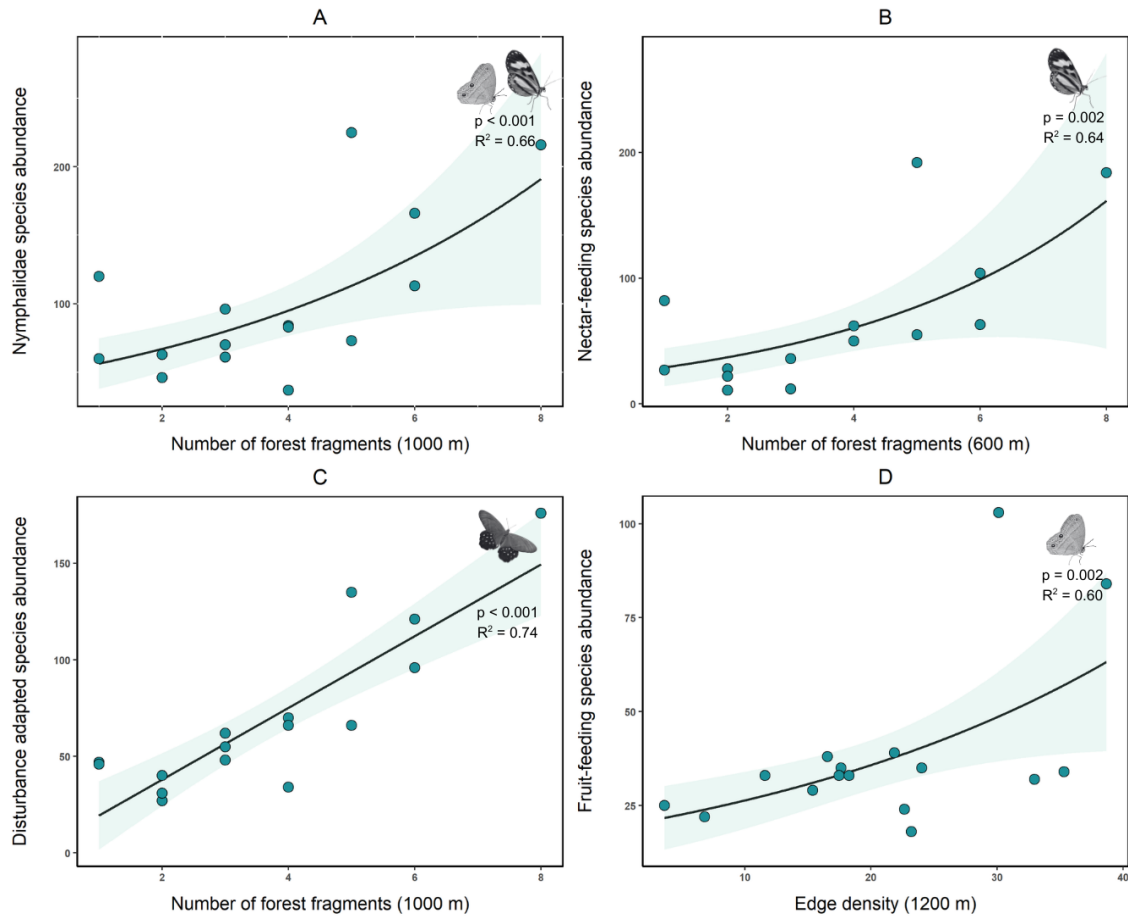 A
Nymphalidae species abundance
200
100
p < 0.001
R² = 0.66
2 4 6 8
Number of forest fragments (1000 m)
B
Nectar-feeding species abundance
200
100
0
p = 0.002
R² = 0.64
2 4 6 8
Number of forest fragments (600 m)
C
Disturbance adapted species abundance
150
100
50
0
p < 0.001
R² = 0.74
2 4 6 8
Number of forest fragments (1000 m)
D
Fruit-feeding species abundance
100
75
50
25
p = 0.002
R² = 0.60
10 20 30 40
Edge density (1200 m)